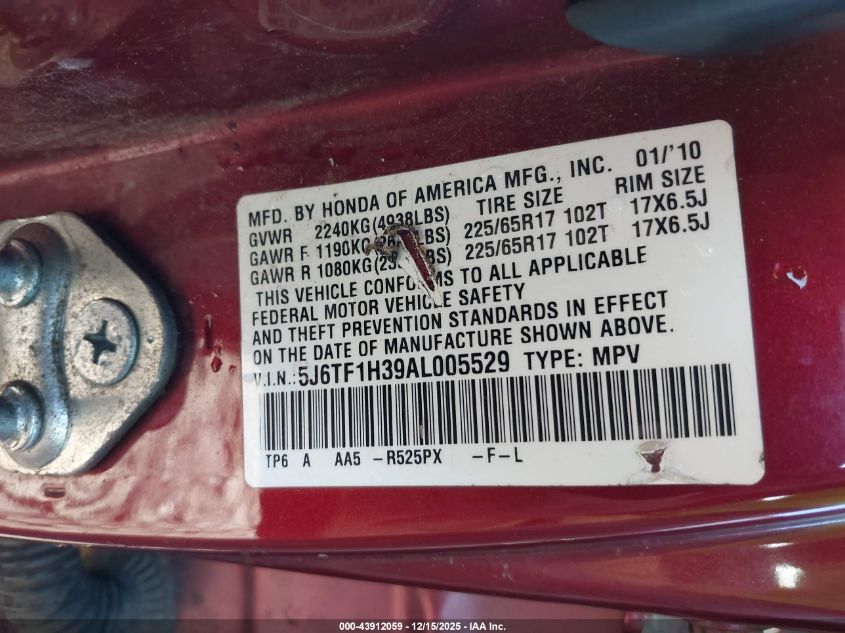 MFD. BY HONDA OF AMERICA MFG., INC. 01/'10
GVWR 2240KG(4938LBS) TIRE SIZE RIM SIZE
GAWR F 1190KG LBS) 225/65R17 102T 17X6.5J
GAWR R 1080KG( BS) 225/65R17 102T 17X6.5J
THIS VEHICLE CONFORMS TO ALL APPLICABLE
FEDERAL MOTOR VEHICLE SAFETY
AND THEFT PREVENTION STANDARDS IN EFFECT
ON THE DATE OF MANUFACTURE SHOWN ABOVE.
V.I.N.:5J6TF1H39AL005529 TYPE: MPV
TP6 A AA5 -R525PX -F-L
000-43912059 - 12/15/2025 - IAA Inc.